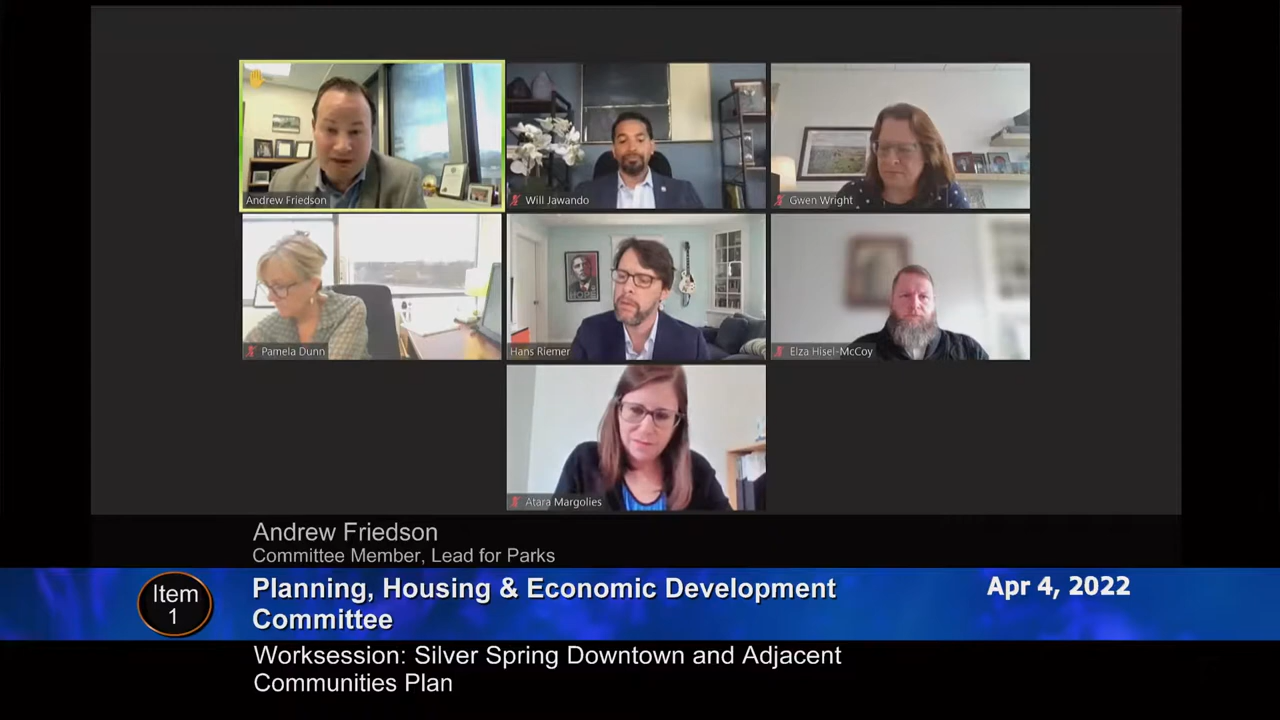 Andrew Friedson
Will Jawando
Gwen Wright
Pamela Dunn
HOPE
Hans Riemer
Elza Hisel-McCoy
Atara Margolies
Andrew Friedson
Committee Member, Lead for Parks
Item
1
Planning, Housing & Economic Development
Committee
Apr 4, 2022
Worksession: Silver Spring Downtown and Adjacent
Communities Plan